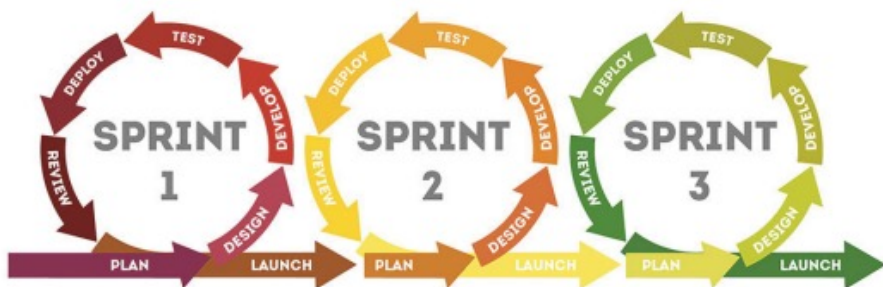 TEST
DEPLOY
DEVELOP
SPRINT
1
REVIEW
DESIGN
PLAN
LAUNCH
TEST
DEPLOY
DEVELOP
SPRINT
2
REVIEW
DESIGN
PLAN
LAUNCH
TEST
DEPLOY
DEVELOP
SPRINT
3
REVIEW
DESIGN
PLAN
LAUNCH